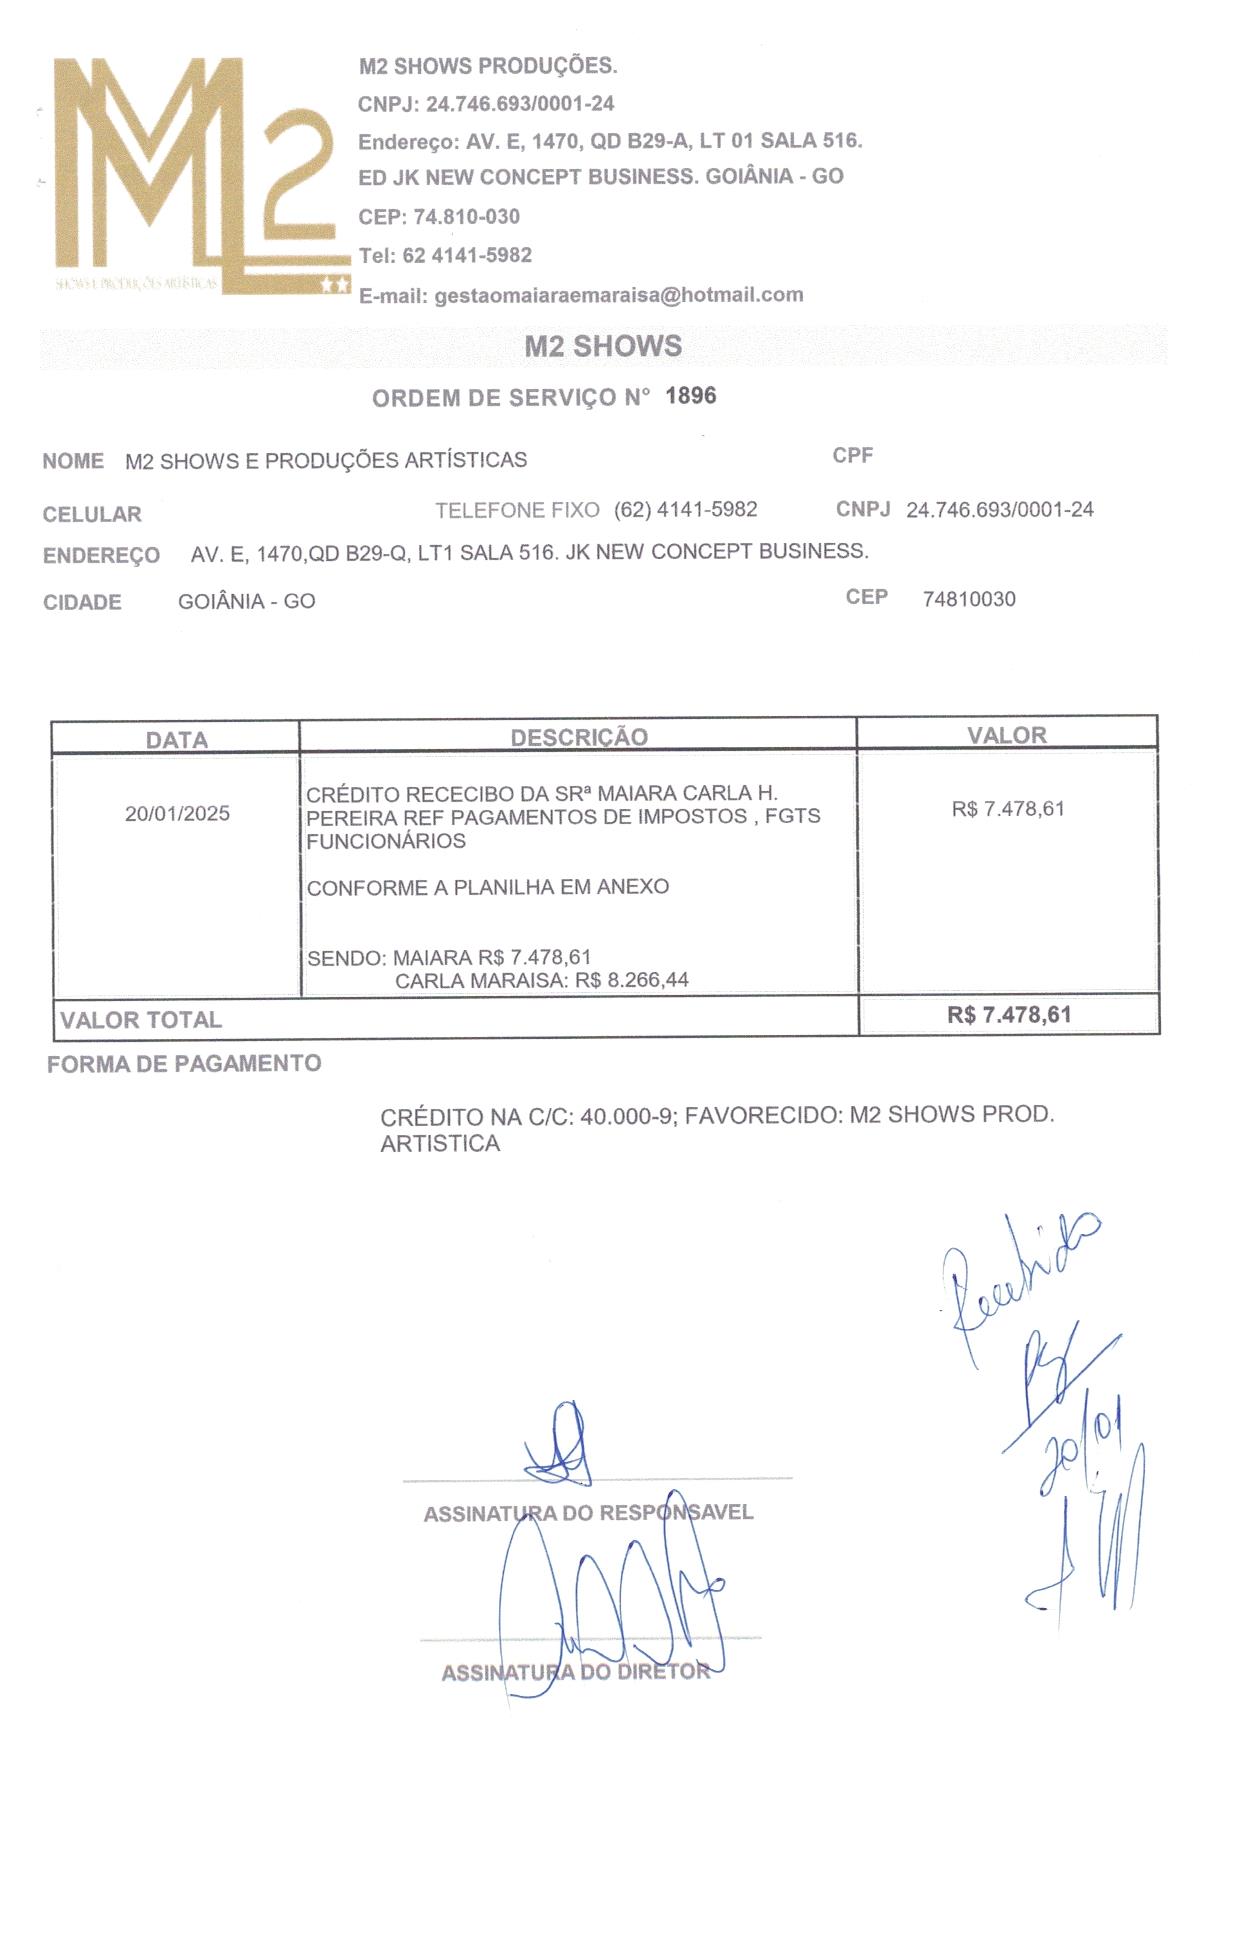 M2
SHOWS E PRODUÇÕES ARTÍSTICAS
M2 SHOWS PRODUÇÕES.
CNPJ: 24.746.693/0001-24
Endereço: AV. E, 1470, QD B29-A, LT 01 SALA 516.
ED JK NEW CONCEPT BUSINESS. GOIÂNIA - GO
CEP: 74.810-030
Tel: 62 4141-5982
E-mail: gestaomaiaraemaraisa@hotmail.com
M2 SHOWS
ORDEM DE SERVIÇO N° 1896
NOME M2 SHOWS E PRODUÇÕES ARTÍSTICAS CPF
CELULAR TELEFONE FIXO (62) 4141-5982 CNPJ 24.746.693/0001-24
ENDEREÇO AV. E, 1470,QD B29-Q, LT1 SALA 516. JK NEW CONCEPT BUSINESS.
CIDADE GOIÂNIA - GO CEP 74810030
DATA DESCRIÇÃO VALOR
20/01/2025 CRÉDITO RECECIBO DA SRª MAIARA CARLA H. R$ 7.478,61
PEREIRA REF PAGAMENTOS DE IMPOSTOS , FGTS
FUNCIONÁRIOS
CONFORME A PLANILHA EM ANEXO
SENDO: MAIARA R$ 7.478,61
CARLA MARAISA: R$ 8.266,44
VALOR TOTAL R$ 7.478,61
FORMA DE PAGAMENTO
CRÉDITO NA C/C: 40.000-9; FAVORECIDO: M2 SHOWS PROD.
ARTISTICA
Recebido
20/01
ASSINATURA DO RESPONSAVEL
ASSINATURA DO DIRETOR